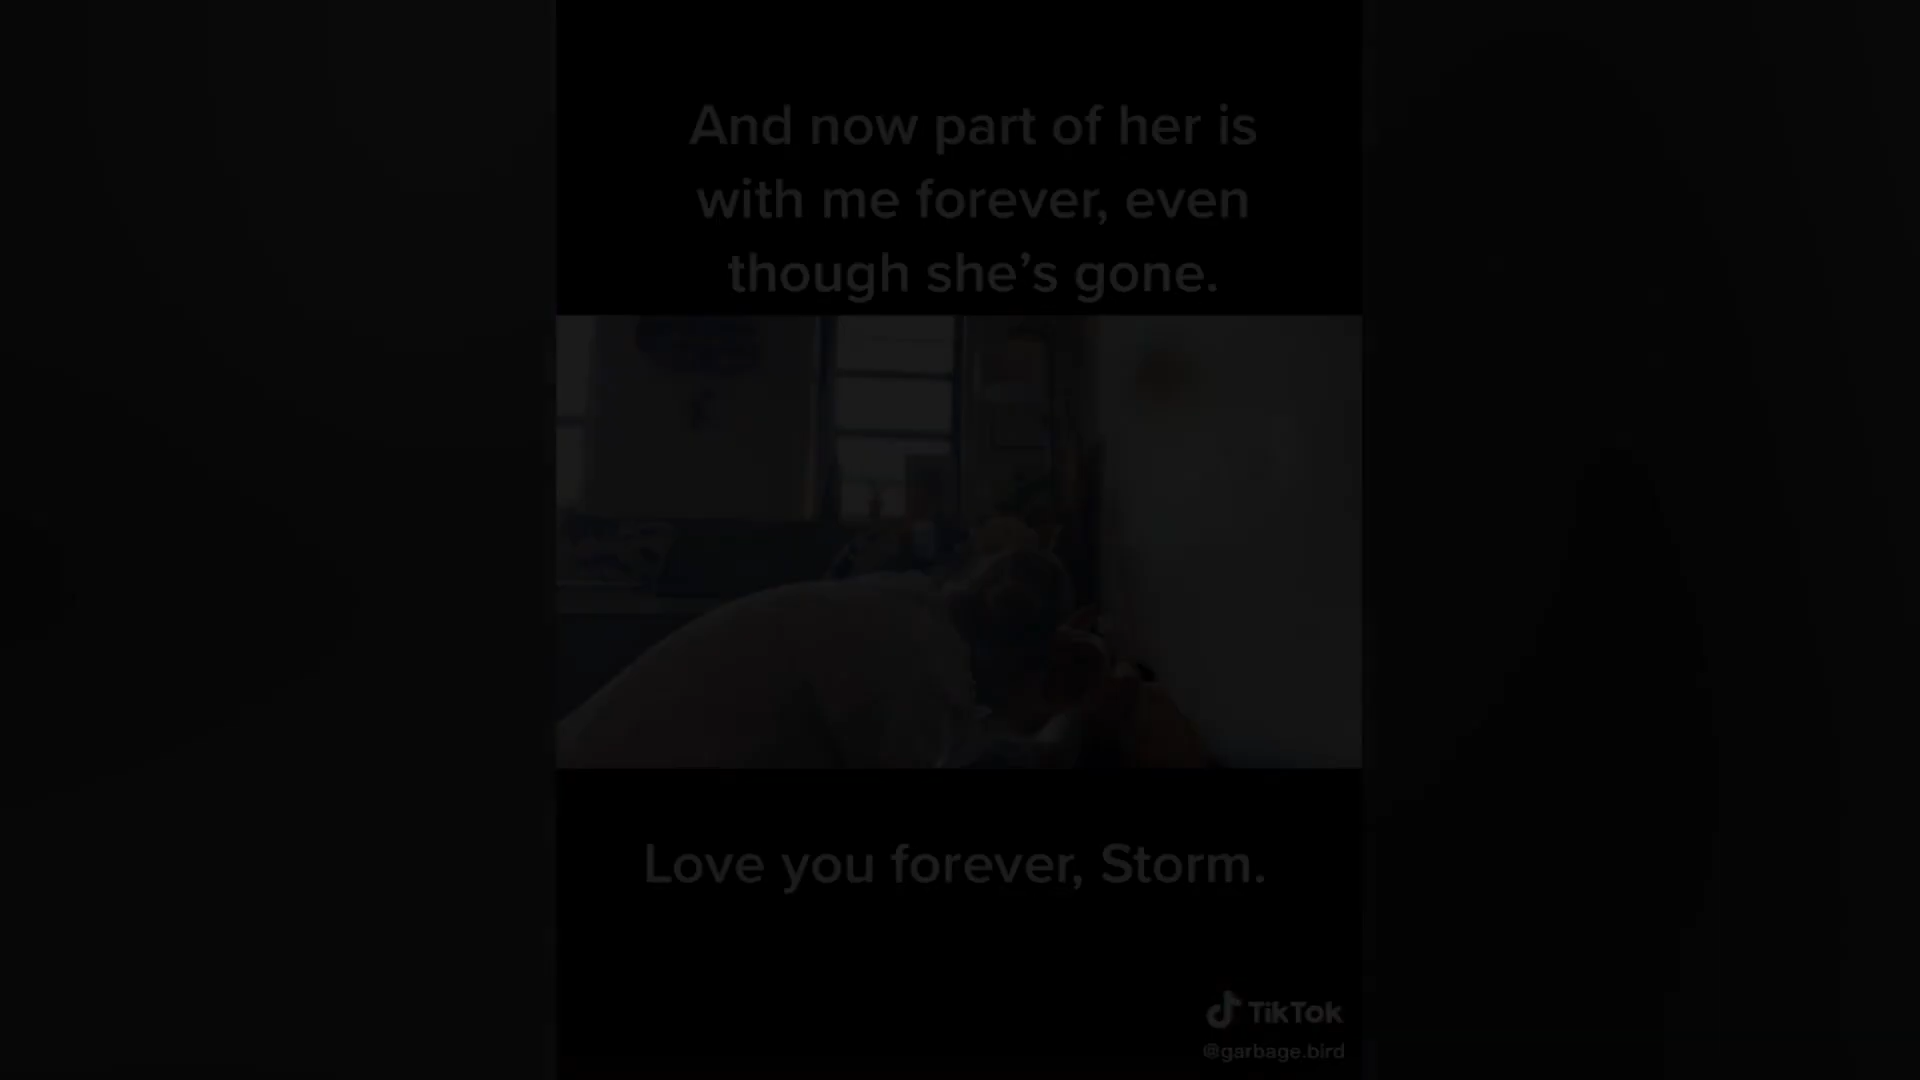 And now part of her is
with me forever, even
though she’s gone.
Love you forever, Storm.
TikTok
@garbage.bird